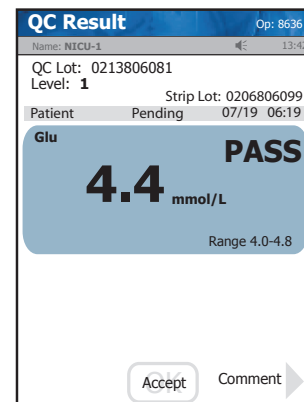 QC Result Op: 8636
Name: NICU-1 13:42
QC Lot: 0213806081
Level: 1
Strip Lot: 0206806099
Patient Pending 07/19 06:19
Glu
PASS
4.4 mmol/L
Range 4.0-4.8
Accept Comment